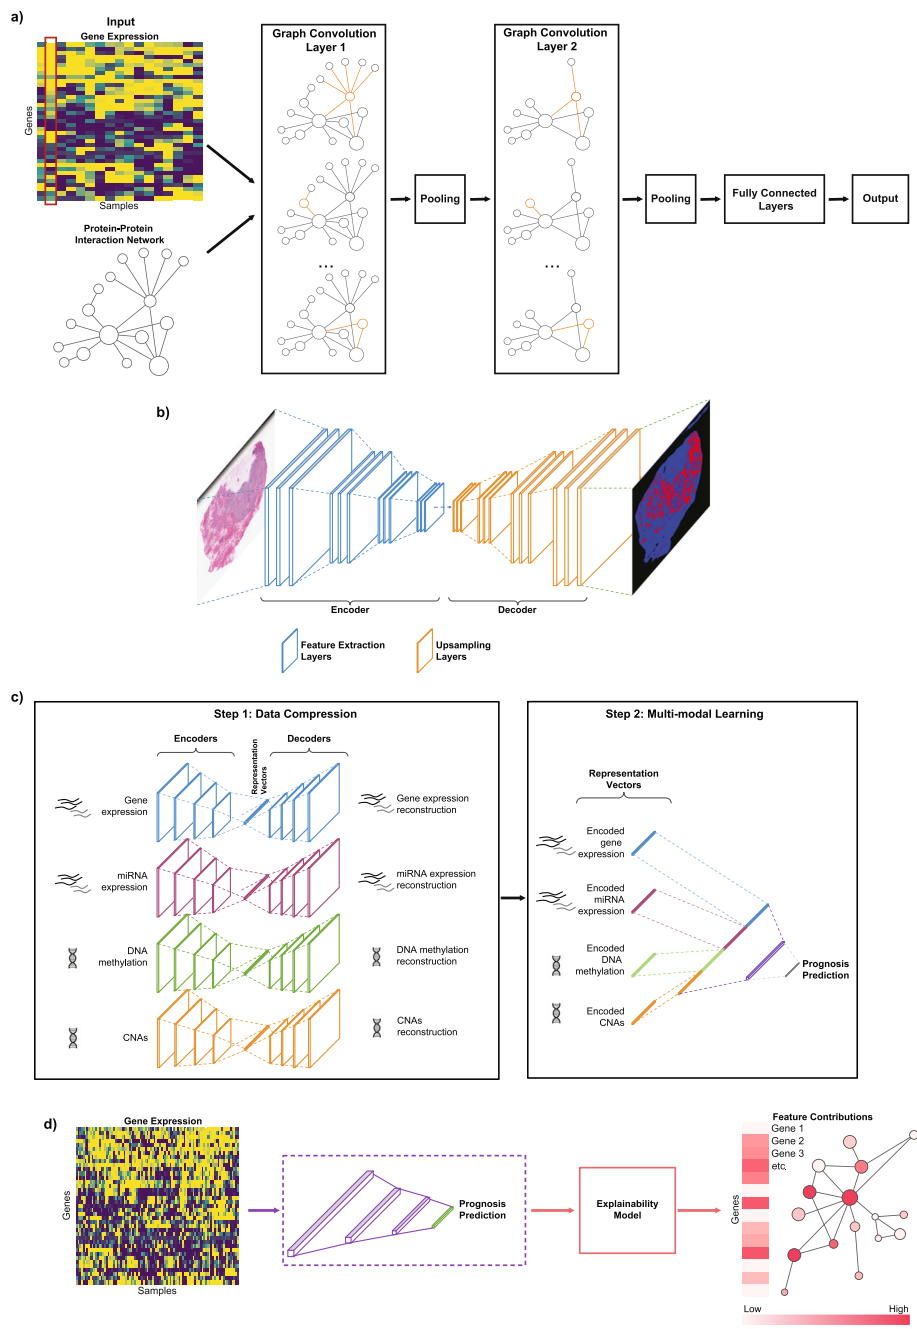 a)
Input
Gene Expression
Genes
Samples
Protein-Protein
Interaction Network
Graph Convolution
Layer 1
...
Pooling
Graph Convolution
Layer 2
...
Pooling
Fully Connected
Layers
Output
b)
Encoder
Decoder
Feature Extraction
Layers
Upsampling
Layers
c)
Step 1: Data Compression
Encoders
Representation
Vectors
Decoders
Gene
expression
Gene expression
reconstruction
miRNA
expression
miRNA expression
reconstruction
DNA
methylation
DNA methylation
reconstruction
CNAs
CNAs
reconstruction
Step 2: Multi-modal Learning
Representation
Vectors
Encoded
gene
expression
Encoded
miRNA
expression
Encoded
DNA
methylation
Encoded
CNAs
Prognosis
Prediction
d)
Gene Expression
Genes
Samples
Prognosis
Prediction
Explainability
Model
Feature Contributions
Gene 1
Gene 2
Gene 3
etc.
Genes
Low
High